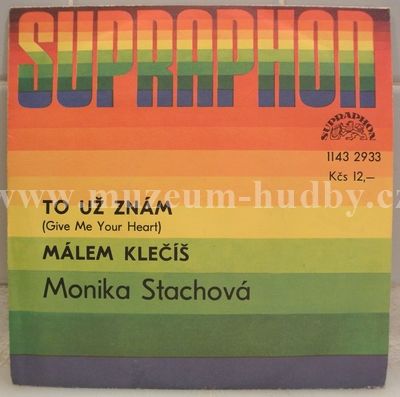 SUPRAPHON
SUPRAPHON
1143 2933
Kčs 12,—
www.muzeum-hudby.cz
TO UŽ ZNÁM
(Give Me Your Heart)
MÁLEM KLEČÍŠ
Monika Stachová